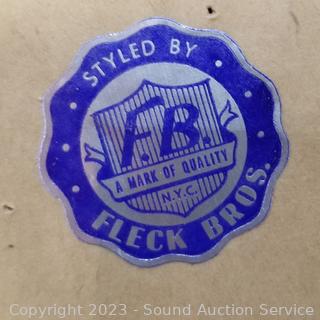 STYLED BY
F.B.
A MARK OF QUALITY
N.Y.C.
FLECK BROS.
Copyright 2023 - Sound Auction Service